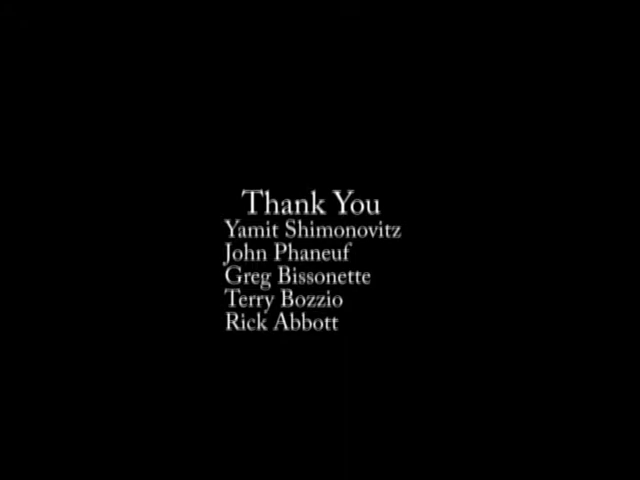 Thank You
Yamit Shimonovitz
John Phaneuf
Greg Bissonette
Terry Bozzio
Rick Abbott